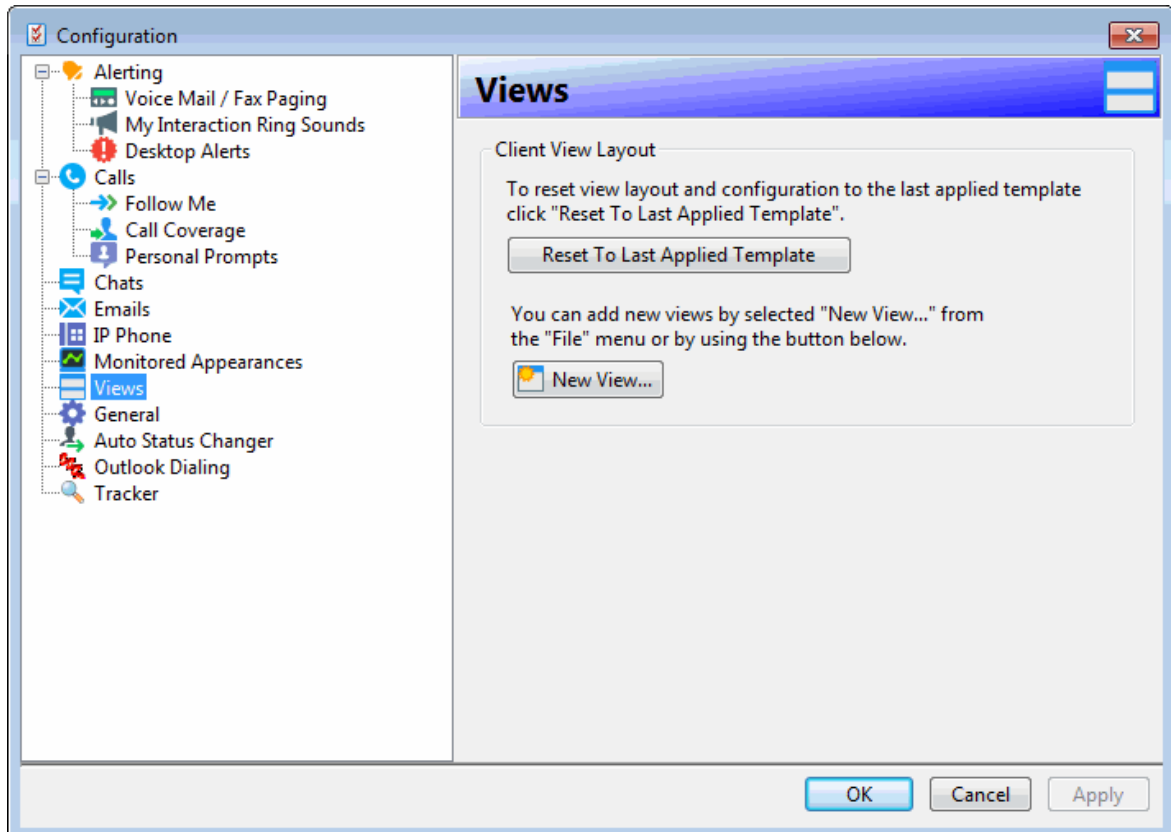 Configuration
Alerting
Voice Mail / Fax Paging
My Interaction Ring Sounds
Desktop Alerts
Calls
Follow Me
Call Coverage
Personal Prompts
Chats
Emails
IP Phone
Monitored Appearances
Views
General
Auto Status Changer
Outlook Dialing
Tracker
Views
Client View Layout
To reset view layout and configuration to the last applied template
click "Reset To Last Applied Template".
Reset To Last Applied Template
You can add new views by selected "New View..." from
the "File" menu or by using the button below.
New View...
OK
Cancel
Apply